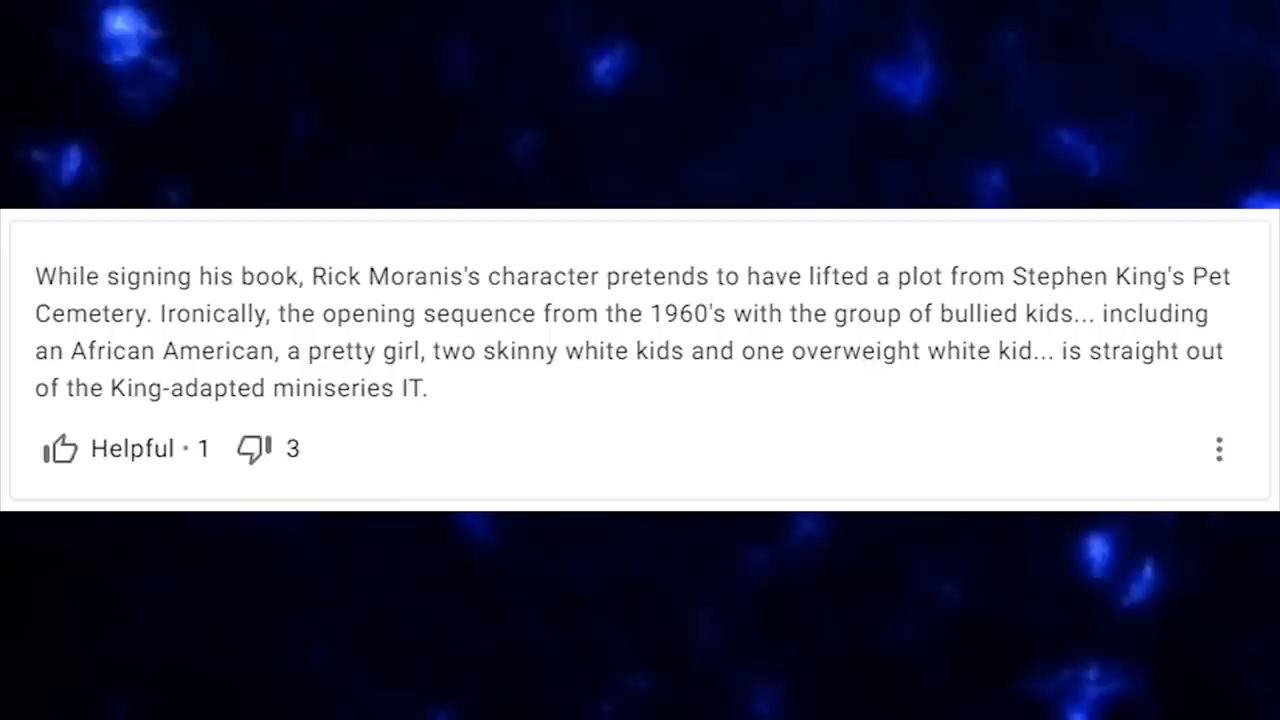 While signing his book, Rick Moranis's character pretends to have lifted a plot from Stephen King's Pet
Cemetery. Ironically, the opening sequence from the 1960's with the group of bullied kids... including
an African American, a pretty girl, two skinny white kids and one overweight white kid... is straight out
of the King-adapted miniseries IT.
Helpful · 1 3